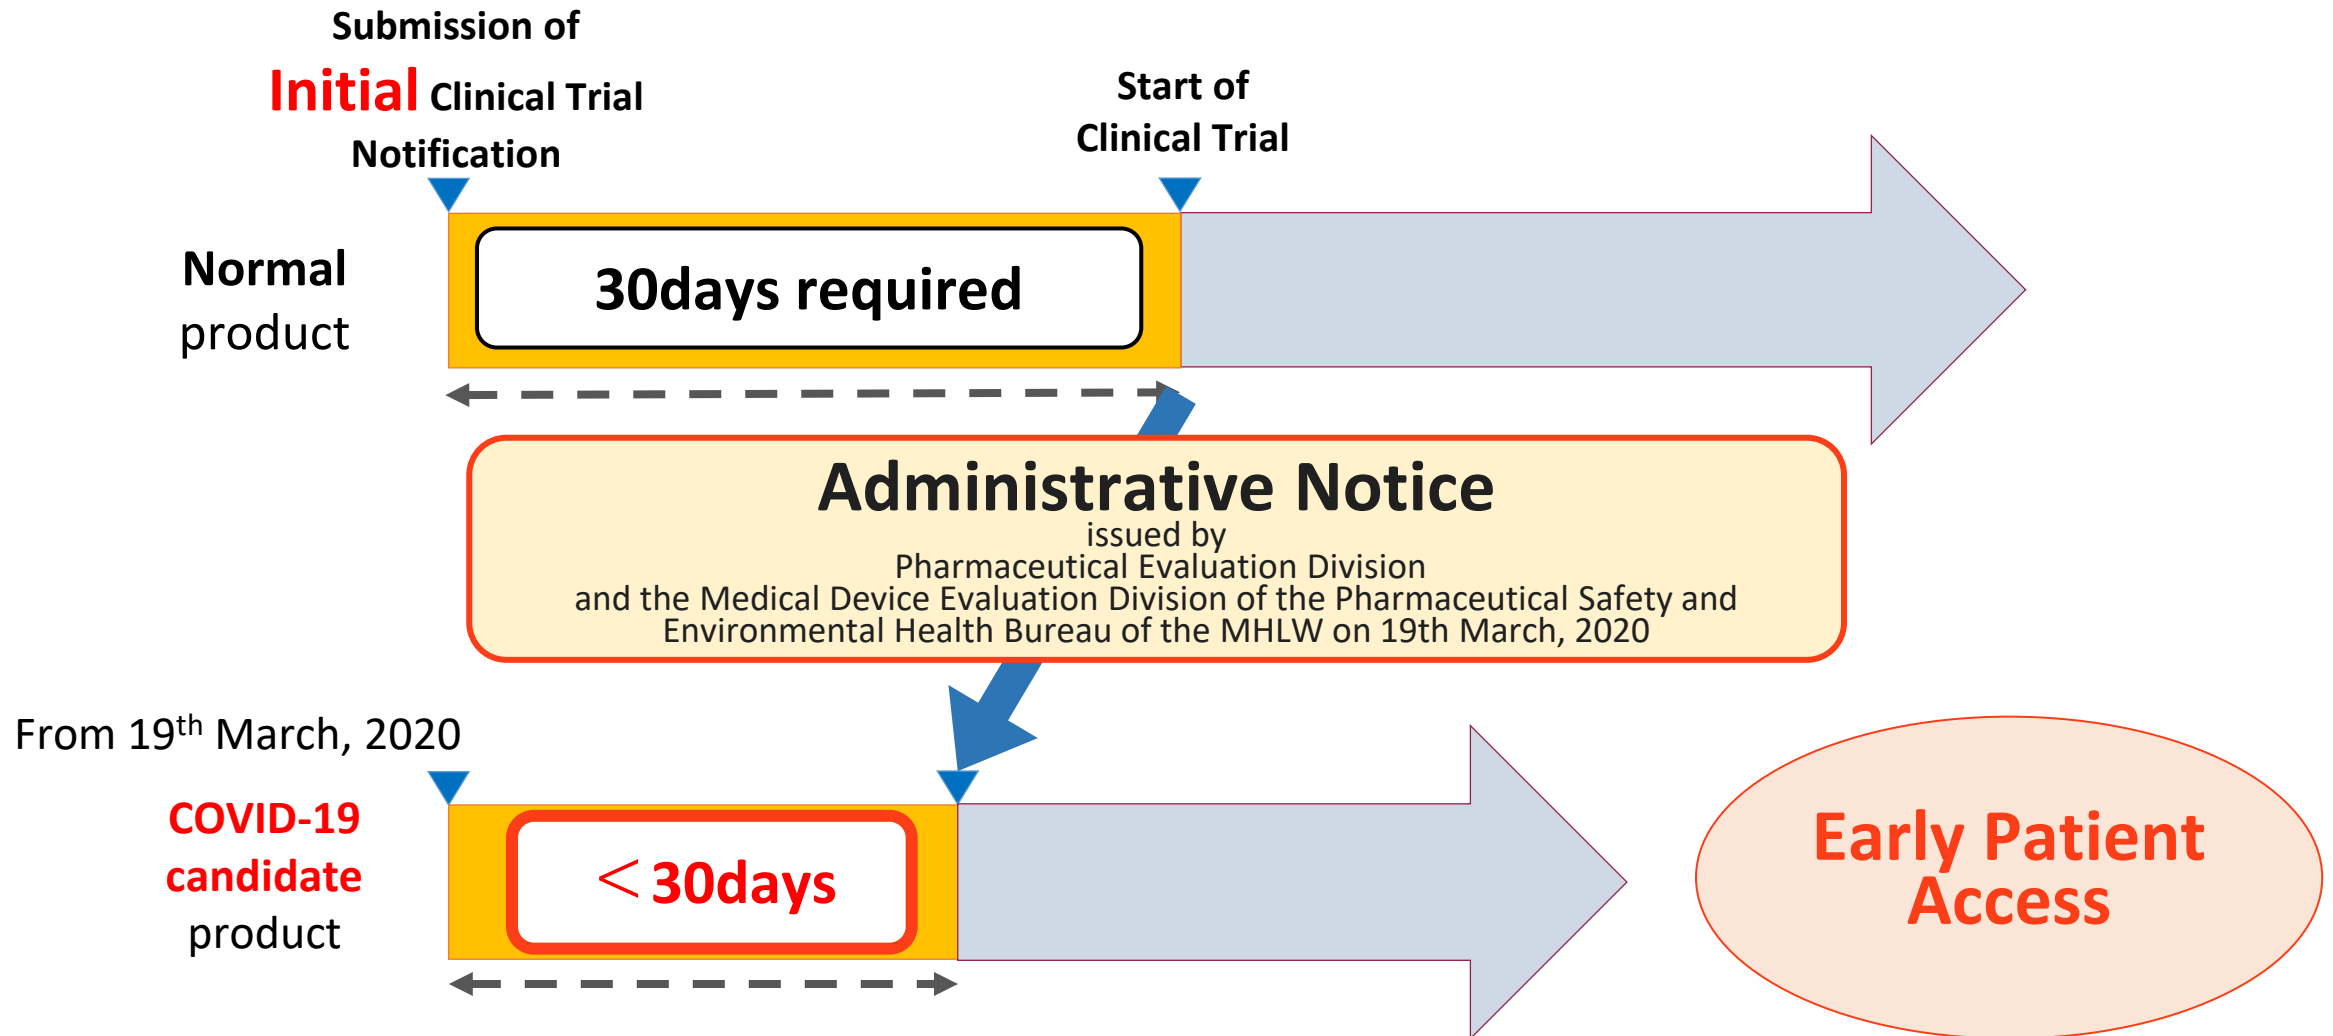 Submission of
Initial Clinical Trial
Notification
Start of
Clinical Trial
Normal
product
30days required
Administrative Notice
issued by
Pharmaceutical Evaluation Division
and the Medical Device Evaluation Division of the Pharmaceutical Safety and
Environmental Health Bureau of the MHLW on 19th March, 2020
From 19th March, 2020
COVID-19
candidate
product
＜30days
Early Patient
Access